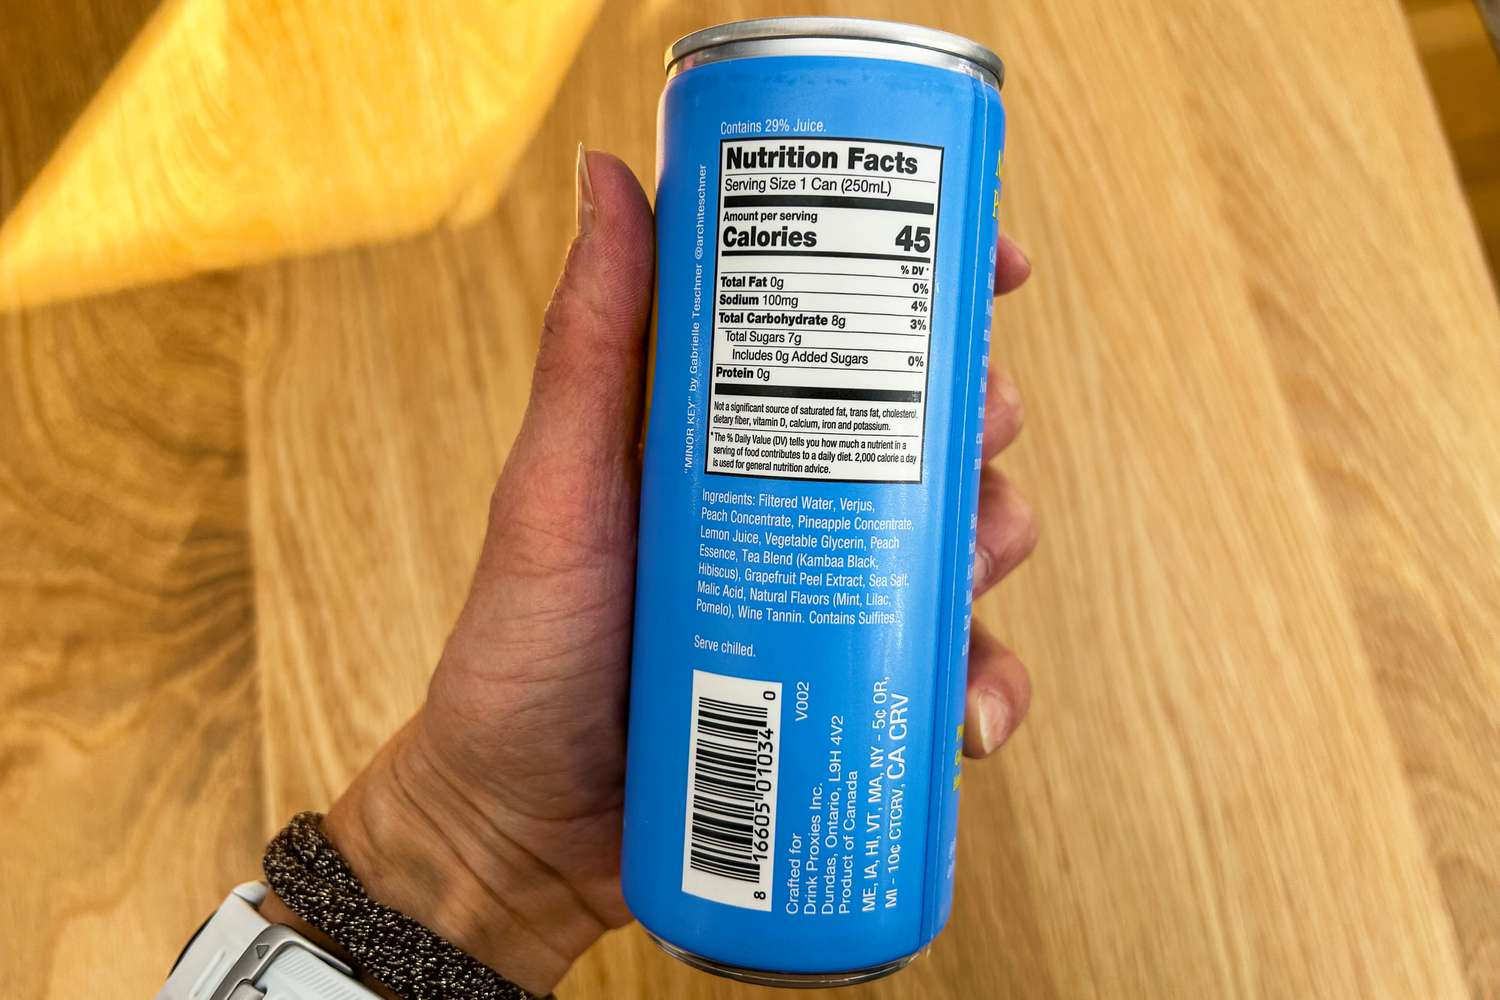 Contains 29% Juice.
Nutrition Facts
Serving Size 1 Can (250mL)
Amount per serving
Calories 45
% DV*
Total Fat 0g 0%
Sodium 100mg 4%
Total Carbohydrate 8g 3%
Total Sugars 7g
Includes 0g Added Sugars 0%
Protein 0g
Not a significant source of saturated fat, trans fat, cholesterol,
dietary fiber, vitamin D, calcium, iron and potassium.
*The % Daily Value (DV) tells you how much a nutrient in a
serving of food contributes to a daily diet. 2,000 calorie a day
is used for general nutrition advice.
"MINOR KEY" by Gabrielle Teschner @architeschner
Ingredients: Filtered Water, Verjus,
Peach Concentrate, Pineapple Concentrate,
Lemon Juice, Vegetable Glycerin, Peach
Essence, Tea Blend (Kambaa Black,
Hibiscus), Grapefruit Peel Extract, Sea Salt,
Malic Acid, Natural Flavors (Mint, Lilac,
Pomelo), Wine Tannin. Contains Sulfites.
Serve chilled.
8 16605 01034 0
V002
Crafted for
Drink Proxies Inc.
Dundas, Ontario, L9H 4V2
Product of Canada
ME, IA, HI, VT, MA, NY - 5¢ OR,
MI - 10¢ CTCRV, CA CRV